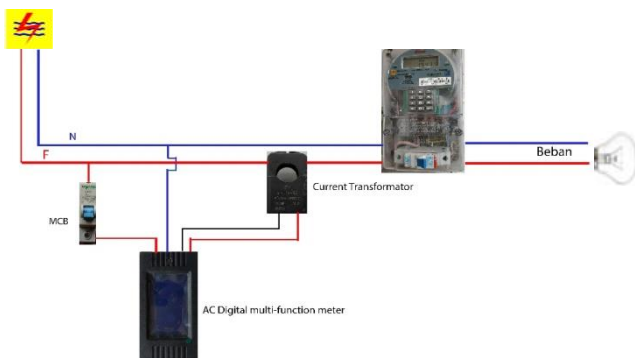 N
F
Beban
Current Transformator
MCB
AC Digital multi-function meter